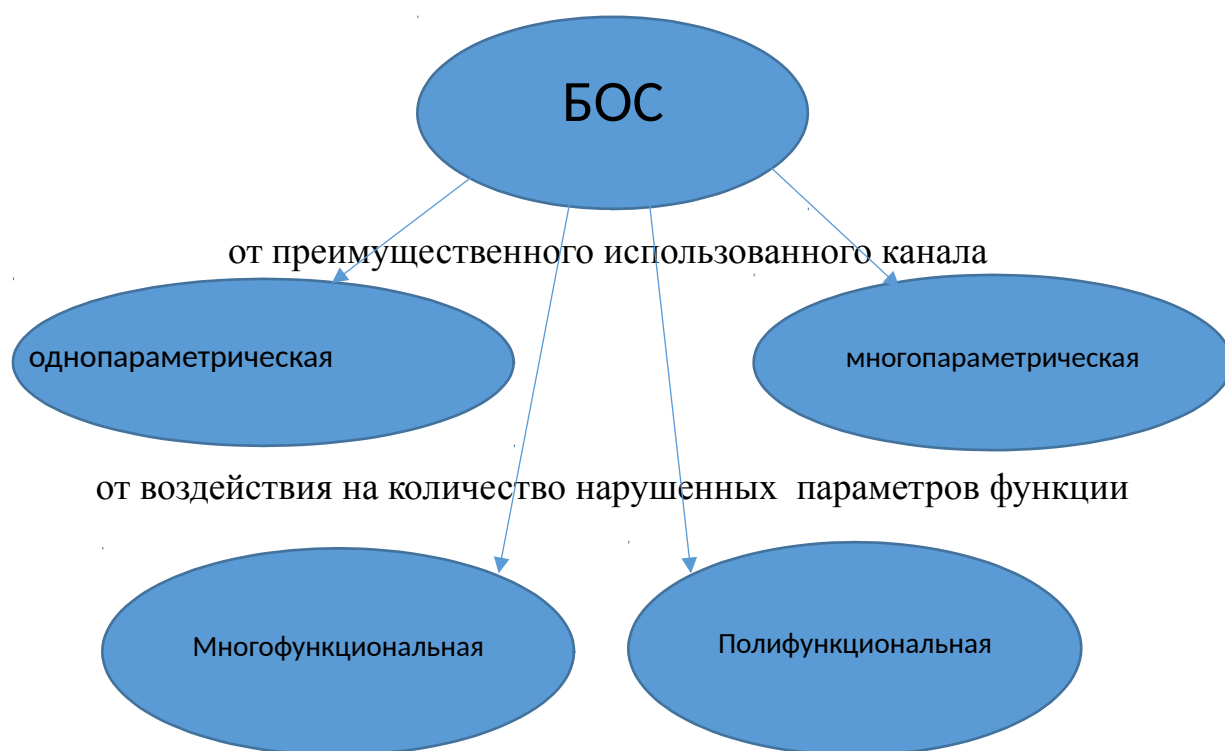 БОС
от преимущественного использованного канала
однопараметрическая
многопараметрическая
от воздействия на количество нарушенных параметров функции
Многофункциональная
Полифункциональная